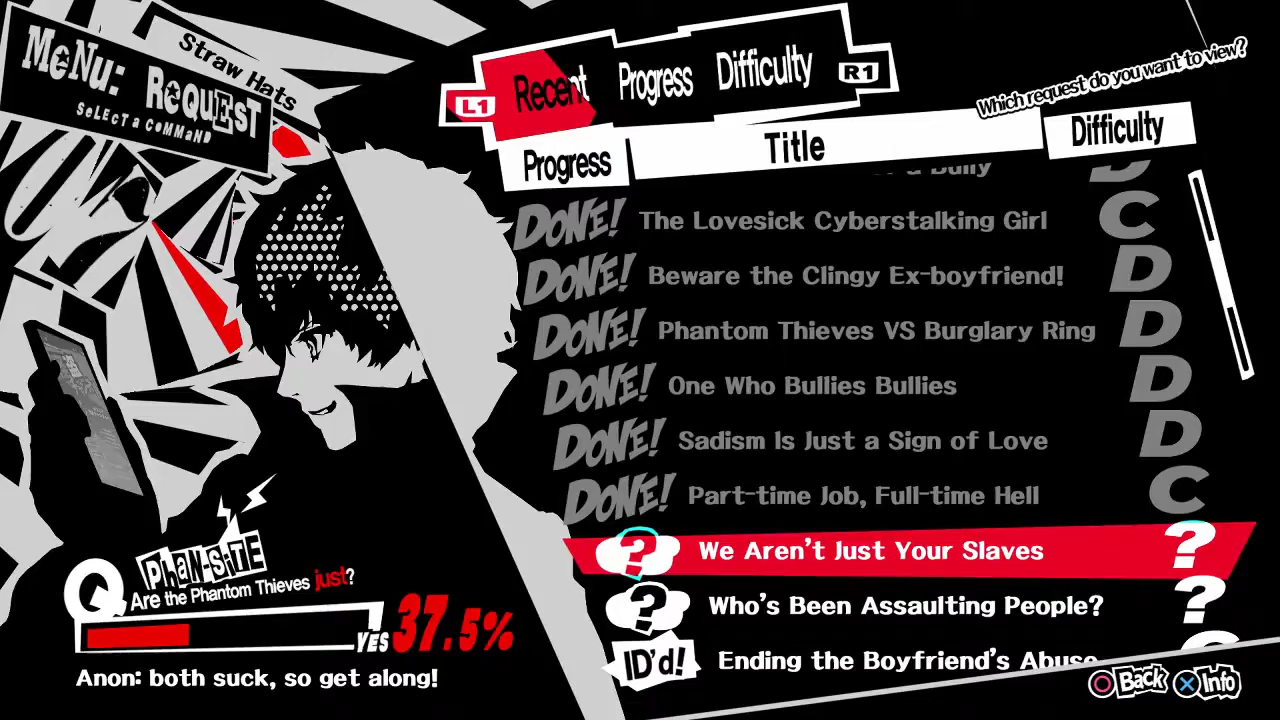 Straw Hats
MeNu: ReQuEST
SeLEcT a CoMMaND
L1
Recent
Progress
Difficulty
R1
Which request do you want to view?
Progress
Title
Difficulty
DONE! The Lovesick Cyberstalking Girl C
DONE! Beware the Clingy Ex-boyfriend! D
DONE! Phantom Thieves VS Burglary Ring D
DONE! One Who Bullies Bullies D
DONE! Sadism Is Just a Sign of Love D
DONE! Part-time Job, Full-time Hell C
? We Aren't Just Your Slaves ?
? Who's Been Assaulting People? ?
ID'd! Ending the Boyfriend's Abuse
PhaN-SiTE
Q Are the Phantom Thieves just?
YES 37.5%
Anon: both suck, so get along!
Back
Info